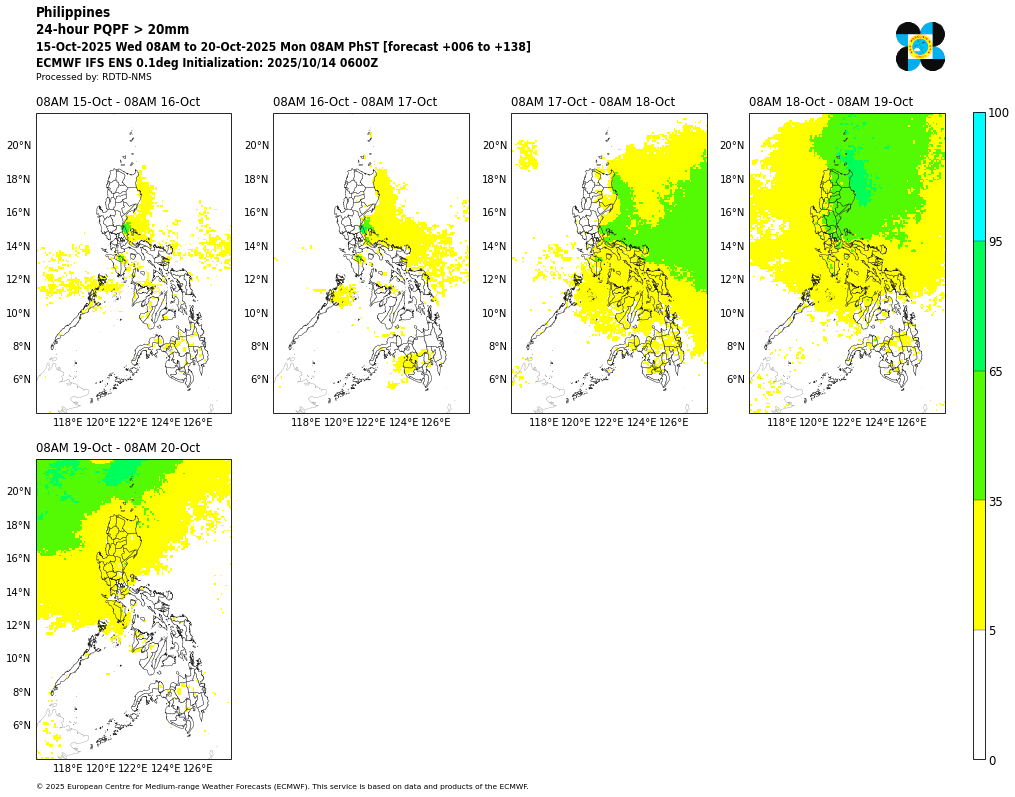 Philippines
24-hour PQPF > 20mm
15-Oct-2025 Wed 08AM to 20-Oct-2025 Mon 08AM PhST [forecast +006 to +138]
ECMWF IFS ENS 0.1deg Initialization: 2025/10/14 0600Z
Processed by: RDTD-NMS
08AM 15-Oct - 08AM 16-Oct
08AM 16-Oct - 08AM 17-Oct
08AM 17-Oct - 08AM 18-Oct
08AM 18-Oct - 08AM 19-Oct
20°N 20°N 20°N 20°N
18°N 18°N 18°N 18°N
16°N 16°N 16°N 16°N
14°N 14°N 14°N 14°N
12°N 12°N 12°N 12°N
10°N 10°N 10°N 10°N
8°N 8°N 8°N 8°N
6°N 6°N 6°N 6°N
118°E 120°E 122°E 124°E 126°E 118°E 120°E 122°E 124°E 126°E 118°E 120°E 122°E 124°E 126°E 118°E 120°E 122°E 124°E 126°E
100
95
65
35
5
0
08AM 19-Oct - 08AM 20-Oct
20°N
18°N
16°N
14°N
12°N
10°N
8°N
6°N
118°E 120°E 122°E 124°E 126°E
© 2025 European Centre for Medium-range Weather Forecasts (ECMWF). This service is based on data and products of the ECMWF.